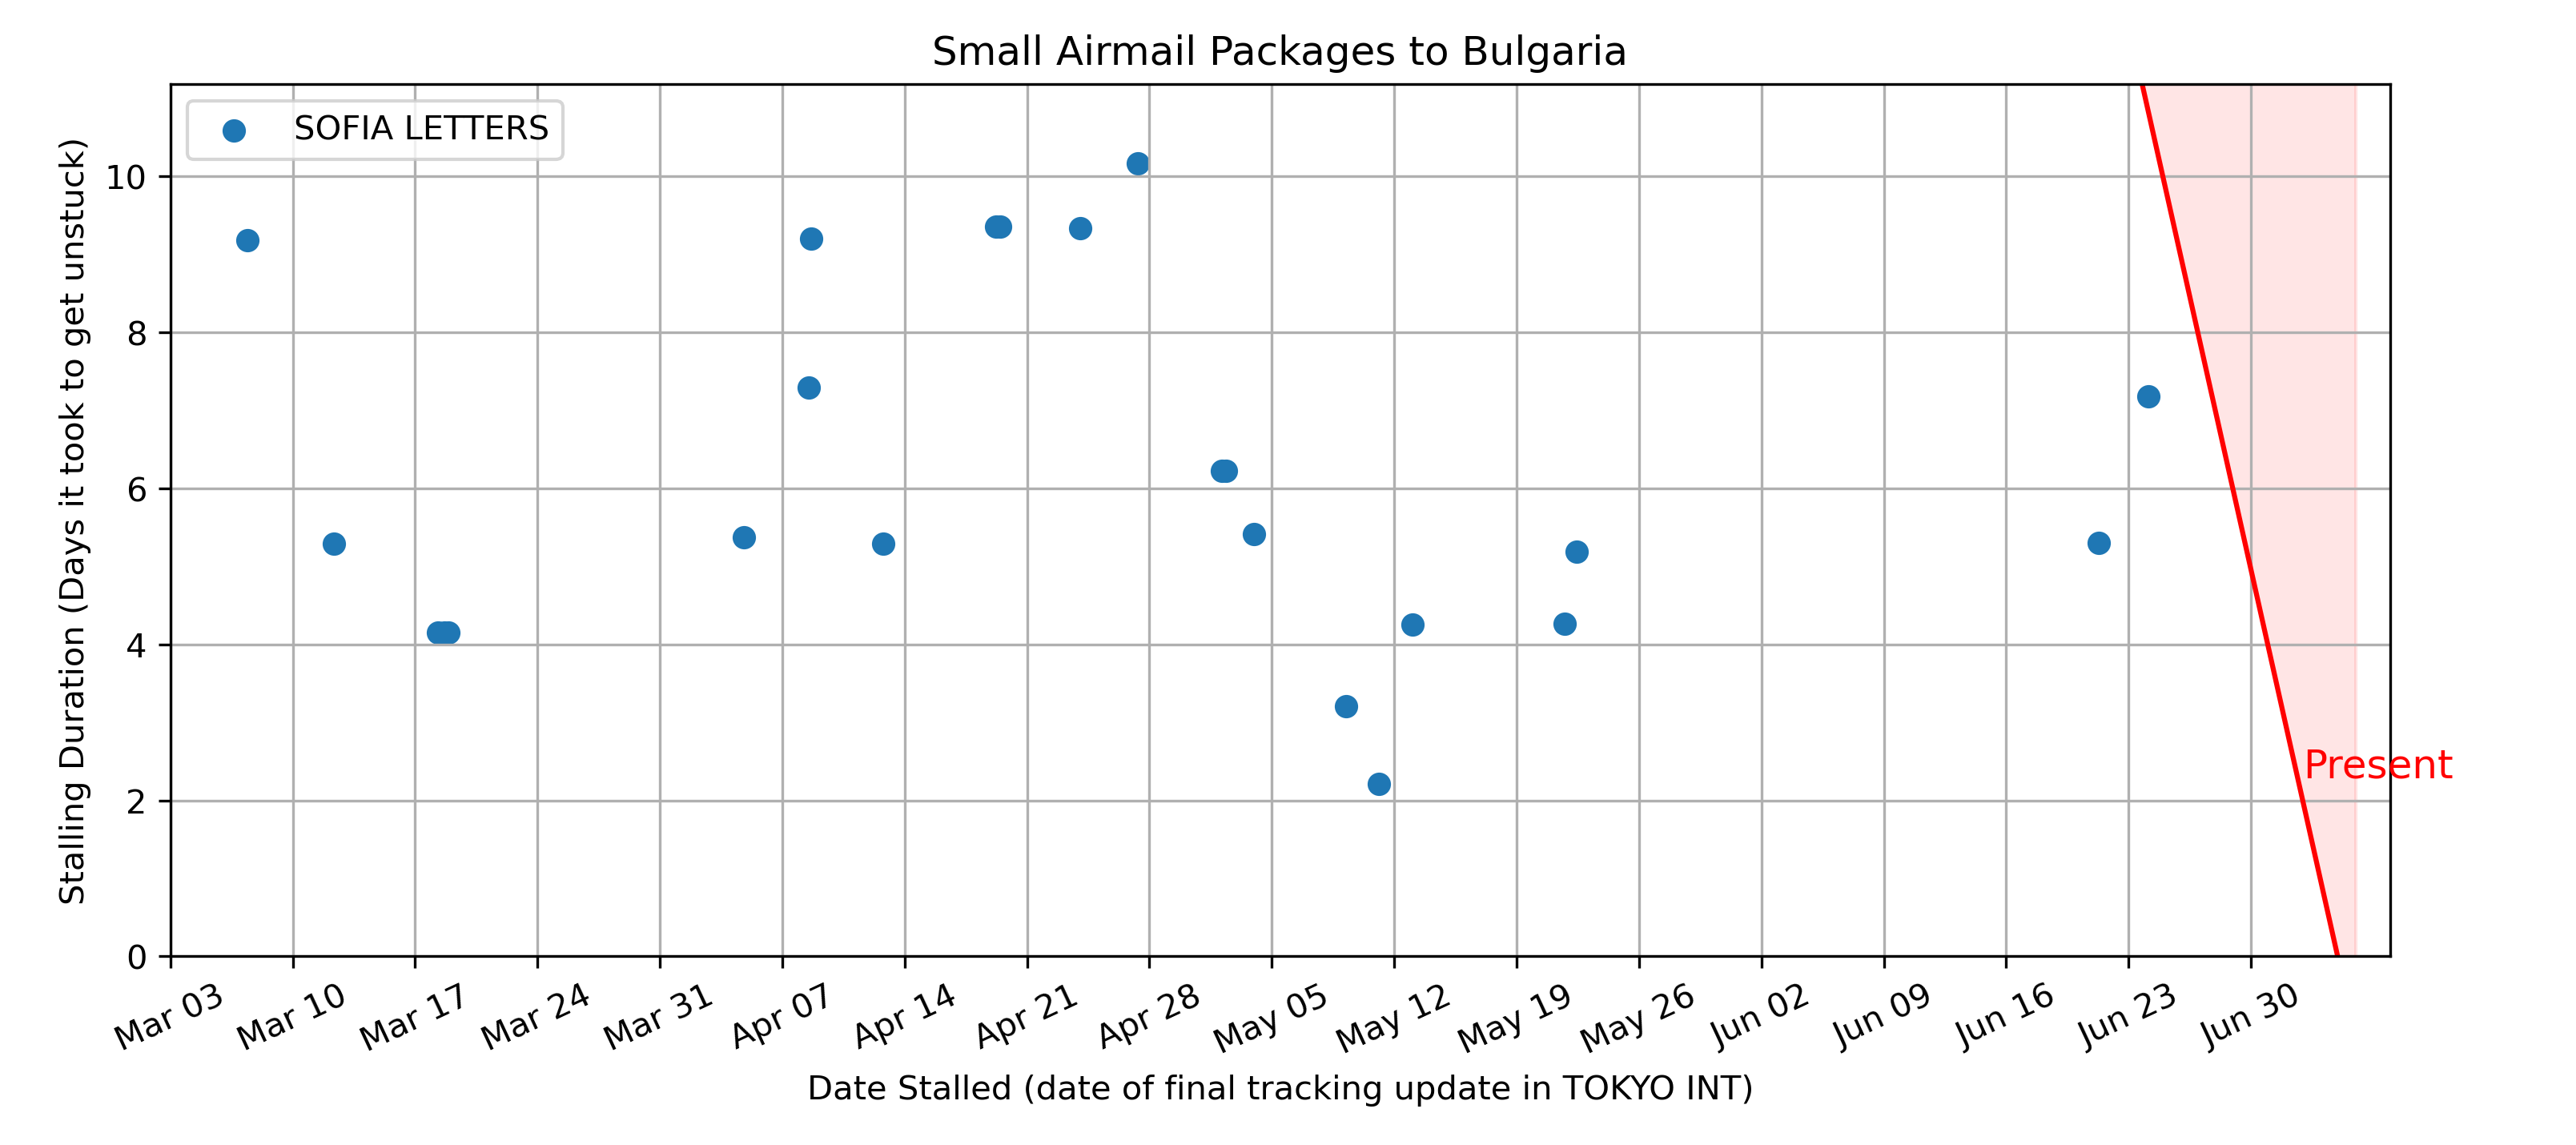 Small Airmail Packages to Bulgaria
SOFIA LETTERS
Stalling Duration (Days it took to get unstuck)
10
8
6
4
2
0
Present
Mar 03
Mar 10
Mar 17
Mar 24
Mar 31
Apr 07
Apr 14
Apr 21
Apr 28
May 05
May 12
May 19
May 26
Jun 02
Jun 09
Jun 16
Jun 23
Jun 30
Date Stalled (date of final tracking update in TOKYO INT)